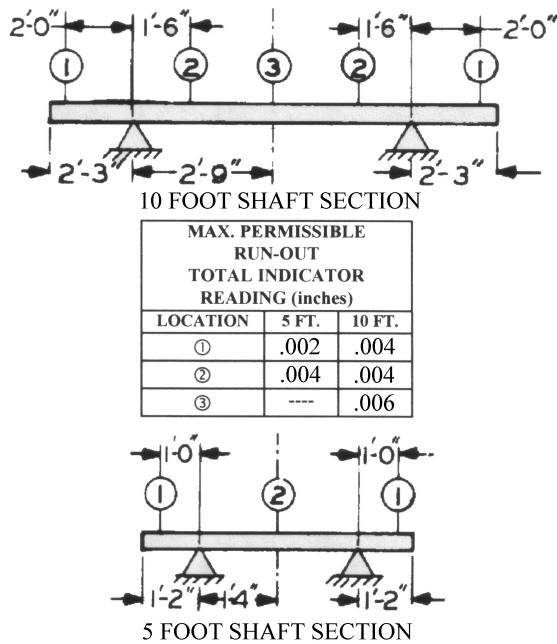 2'-0" 1'-6" 1'-6" 2'-0"
1 2 3 2 1
2'-3" 2'-9" 2'-3"
10 FOOT SHAFT SECTION
MAX. PERMISSIBLE
RUN-OUT
TOTAL INDICATOR
READING (inches)
LOCATION 5 FT. 10 FT.
① .002 .004
② .004 .004
③ ---- .006
1'-0" 1'-0"
1 2 1
1'-2" 1'-4" 1'-2"
5 FOOT SHAFT SECTION